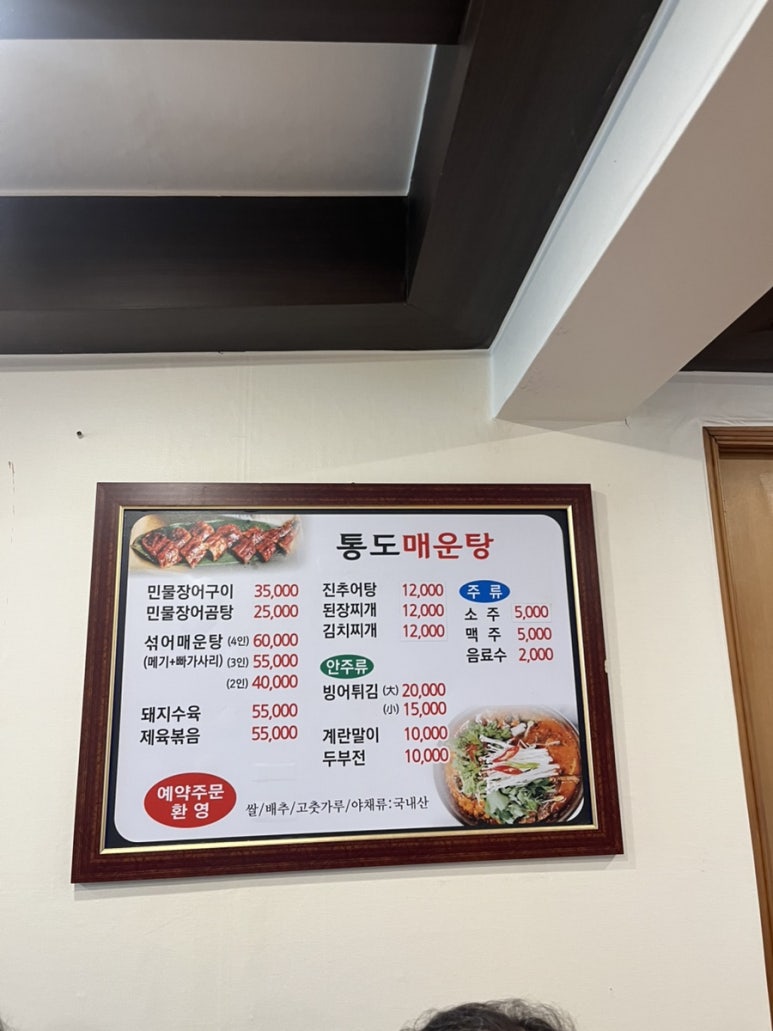 통도매운탕
민물장어구이 35,000
민물장어곰탕 25,000
섞어매운탕 (4인) 60,000
(메기+빠가사리) (3인) 55,000
(2인) 40,000
돼지수육 55,000
제육볶음 55,000
진추어탕 12,000
된장찌개 12,000
김치찌개 12,000
안주류
빙어튀김 (大) 20,000
(小) 15,000
계란말이 10,000
두부전 10,000
주 류
소 주 5,000
맥 주 5,000
음료수 2,000
예약주문
환 영
쌀/배추/고춧가루/야채류:국내산